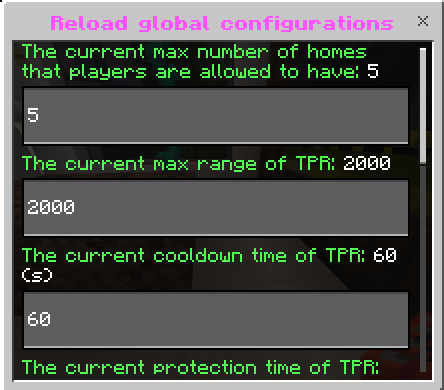 Reload global configurations
The current max number of homes
that players are allowed to have: 5
5
The current max range of TPR: 2000
2000
The current cooldown time of TPR: 60
(s)
60
The current protection time of TPR: